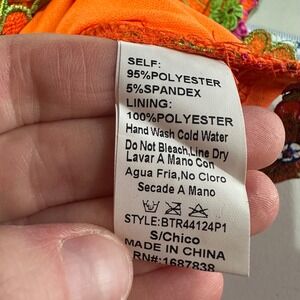 SELF:
95%POLYESTER
5%SPANDEX
LINING:
100%POLYESTER
Hand Wash Cold Water
Do Not Bleach,Line Dry
Lavar A Mano Con
Agua Fria,No Cloro
Secade A Mano
STYLE:BTR44124P1
S/Chico
MADE IN CHINA
RN#:1687838